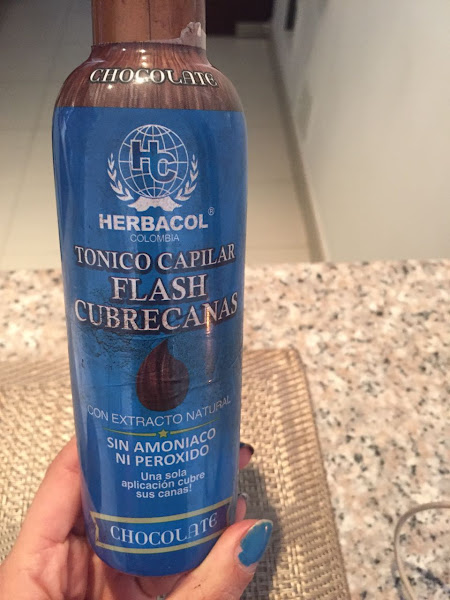 CHOCOLATE
HC
HERBACOL®
COLOMBIA
TONICO CAPILAR
FLASH
CUBRECANAS
CON EXTRACTO NATURAL
SIN AMONIACO
NI PEROXIDO
Una sola
aplicación cubre
sus canas!
CHOCOLATE